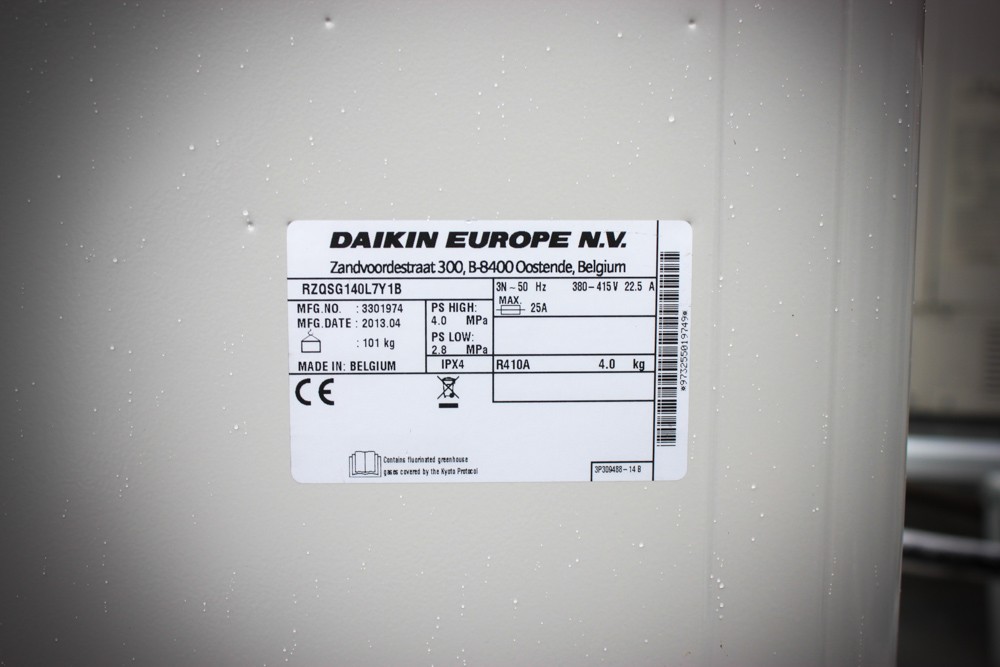 DAIKIN EUROPE N.V.
Zandvoordestraat 300, B-8400 Oostende, Belgium
RZQSG140L7Y1B
3N ~ 50 Hz 380-415V 22.5 A
MAX. 25A
MFG.NO. : 3301974
MFG.DATE : 2013.04
: 101 kg
PS HIGH:
4.0 MPa
PS LOW:
2.8 MPa
MADE IN: BELGIUM
IPX4
R410A 4.0 kg
CE
Contains fluorinated greenhouse
gases covered by the Kyoto Protocol
3P309488-14 B
*9732555019749*